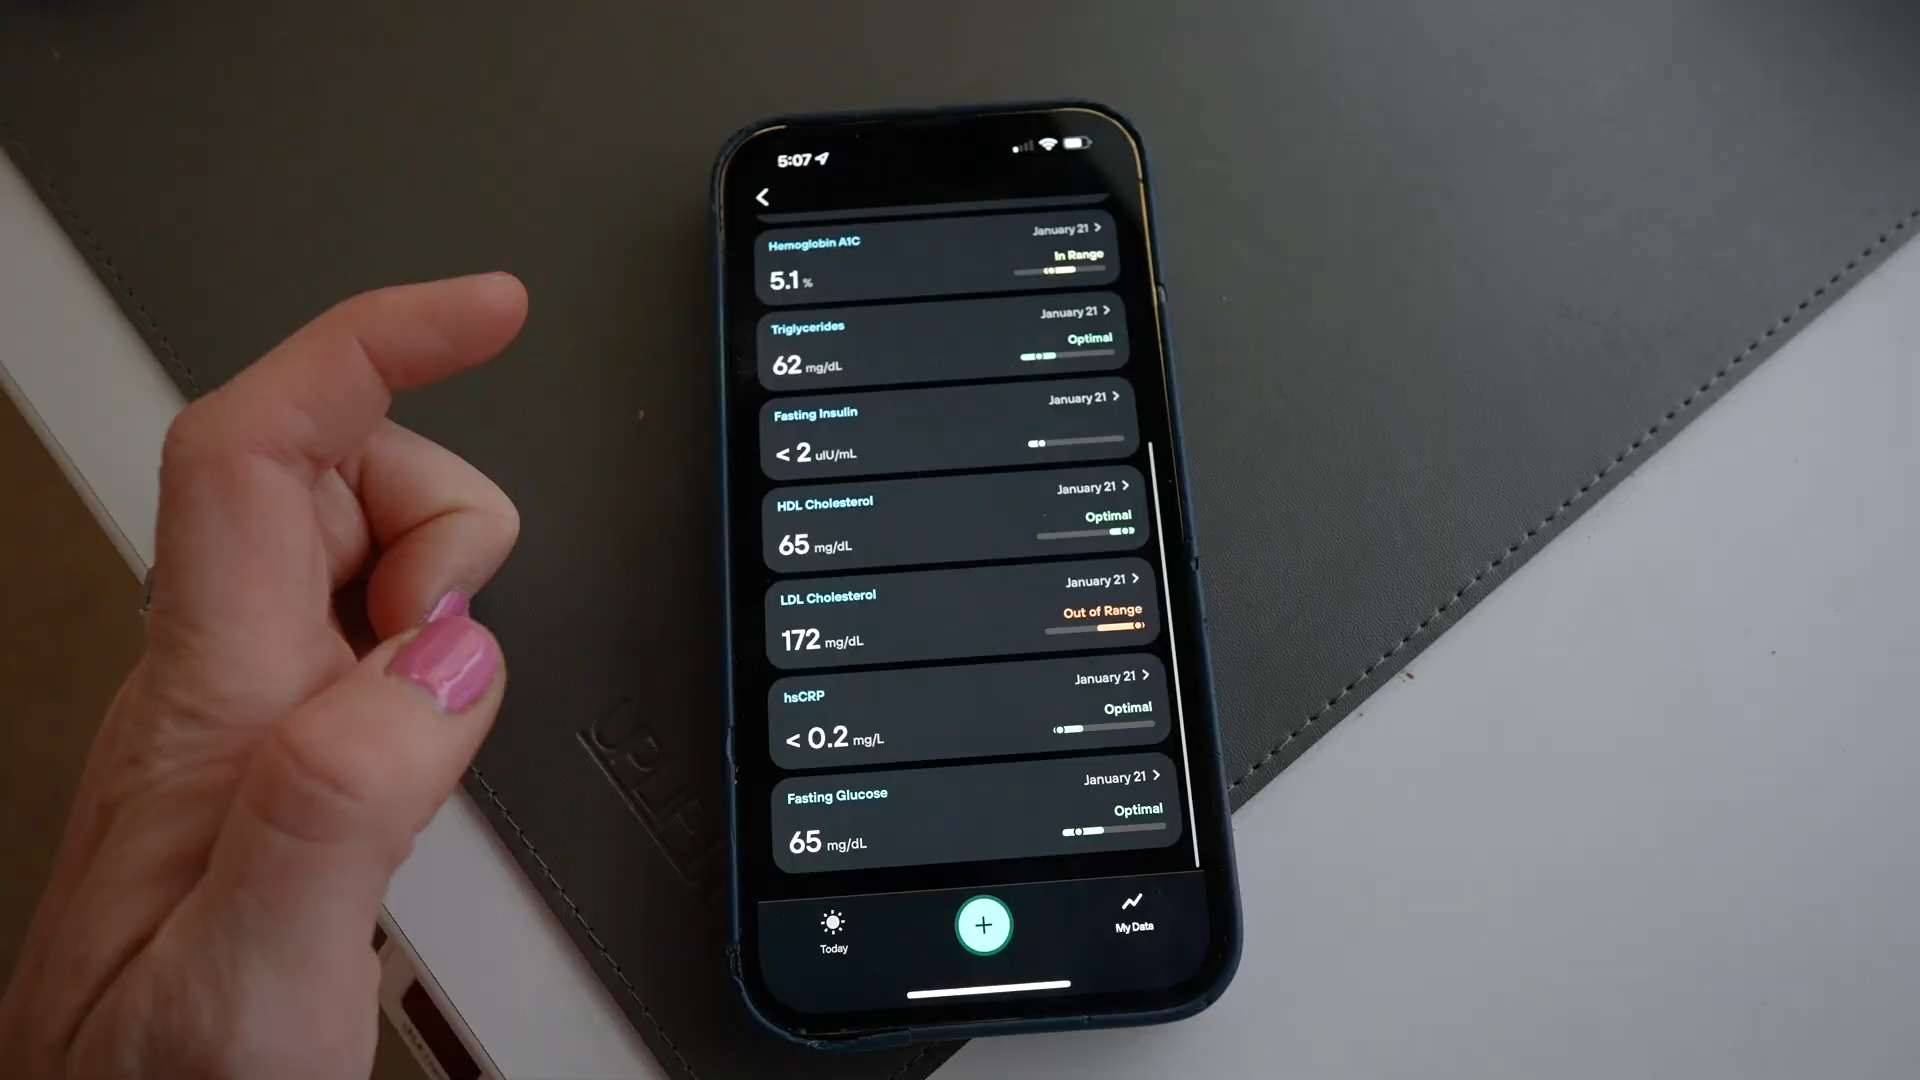 5:07
Hemoglobin A1C
January 21
In Range
5.1 %
Triglycerides
January 21
Optimal
62 mg/dL
Fasting Insulin
January 21
< 2 uIU/mL
HDL Cholesterol
January 21
Optimal
65 mg/dL
LDL Cholesterol
January 21
Out of Range
172 mg/dL
hsCRP
January 21
Optimal
< 0.2 mg/L
Fasting Glucose
January 21
Optimal
65 mg/dL
Today
+
My Data